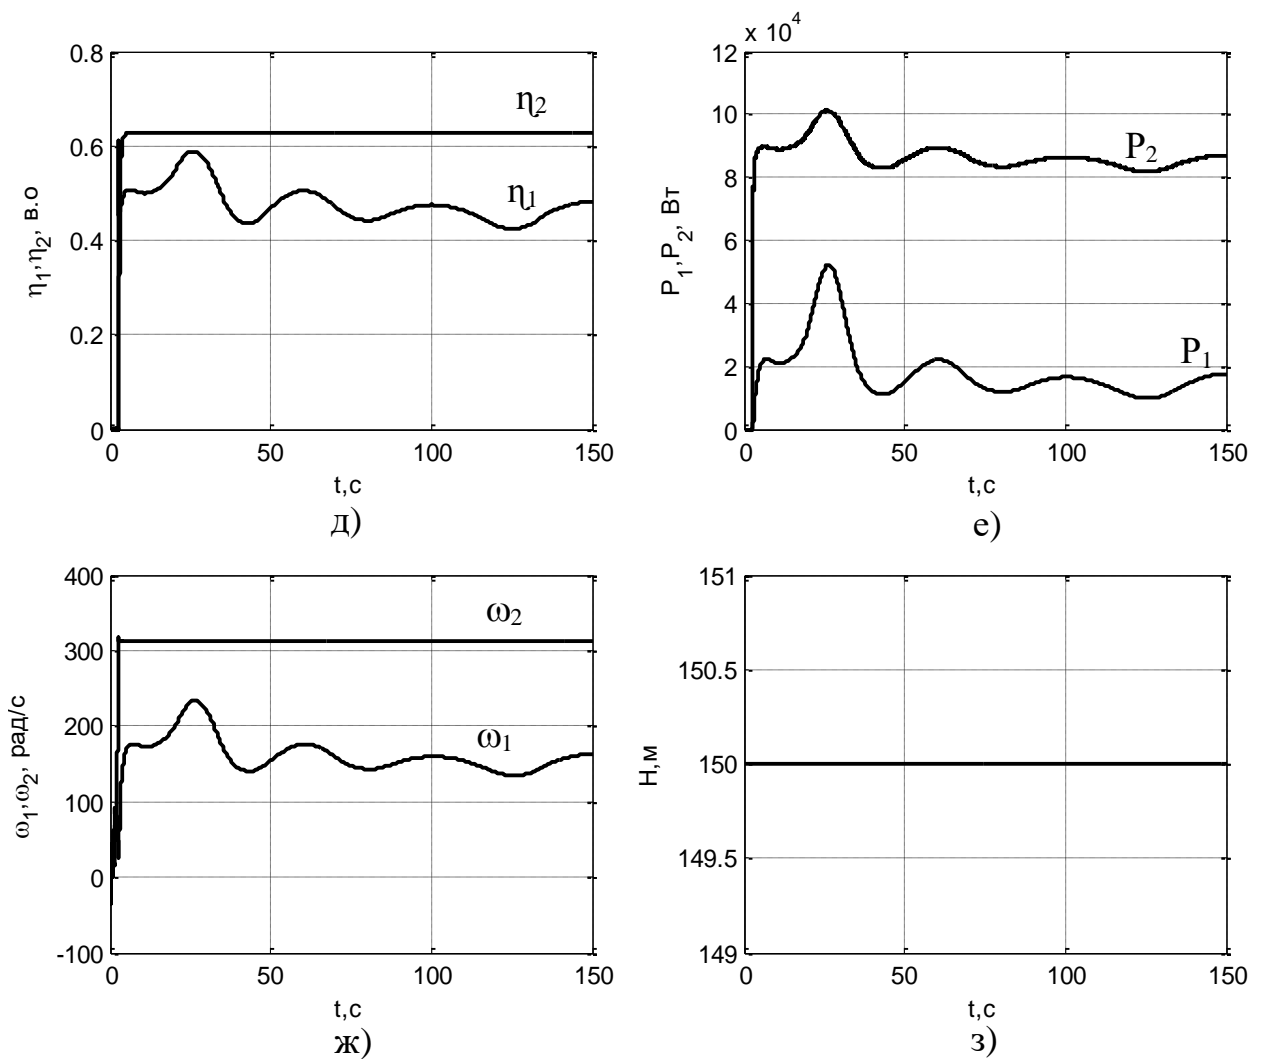 x 10^4
0.8
0.6
0.4
0.2
0
η1,η2, в.о
η2
η1
0 50 100 150
t,c
д)
12
10
8
6
4
2
0
P1,P2, Вт
P2
P1
0 50 100 150
t,c
е)
400
300
200
100
0
-100
ω1,ω2, рад/с
ω2
ω1
0 50 100 150
t,c
ж)
151
150.5
150
149.5
149
Н,м
0 50 100 150
t,c
з)